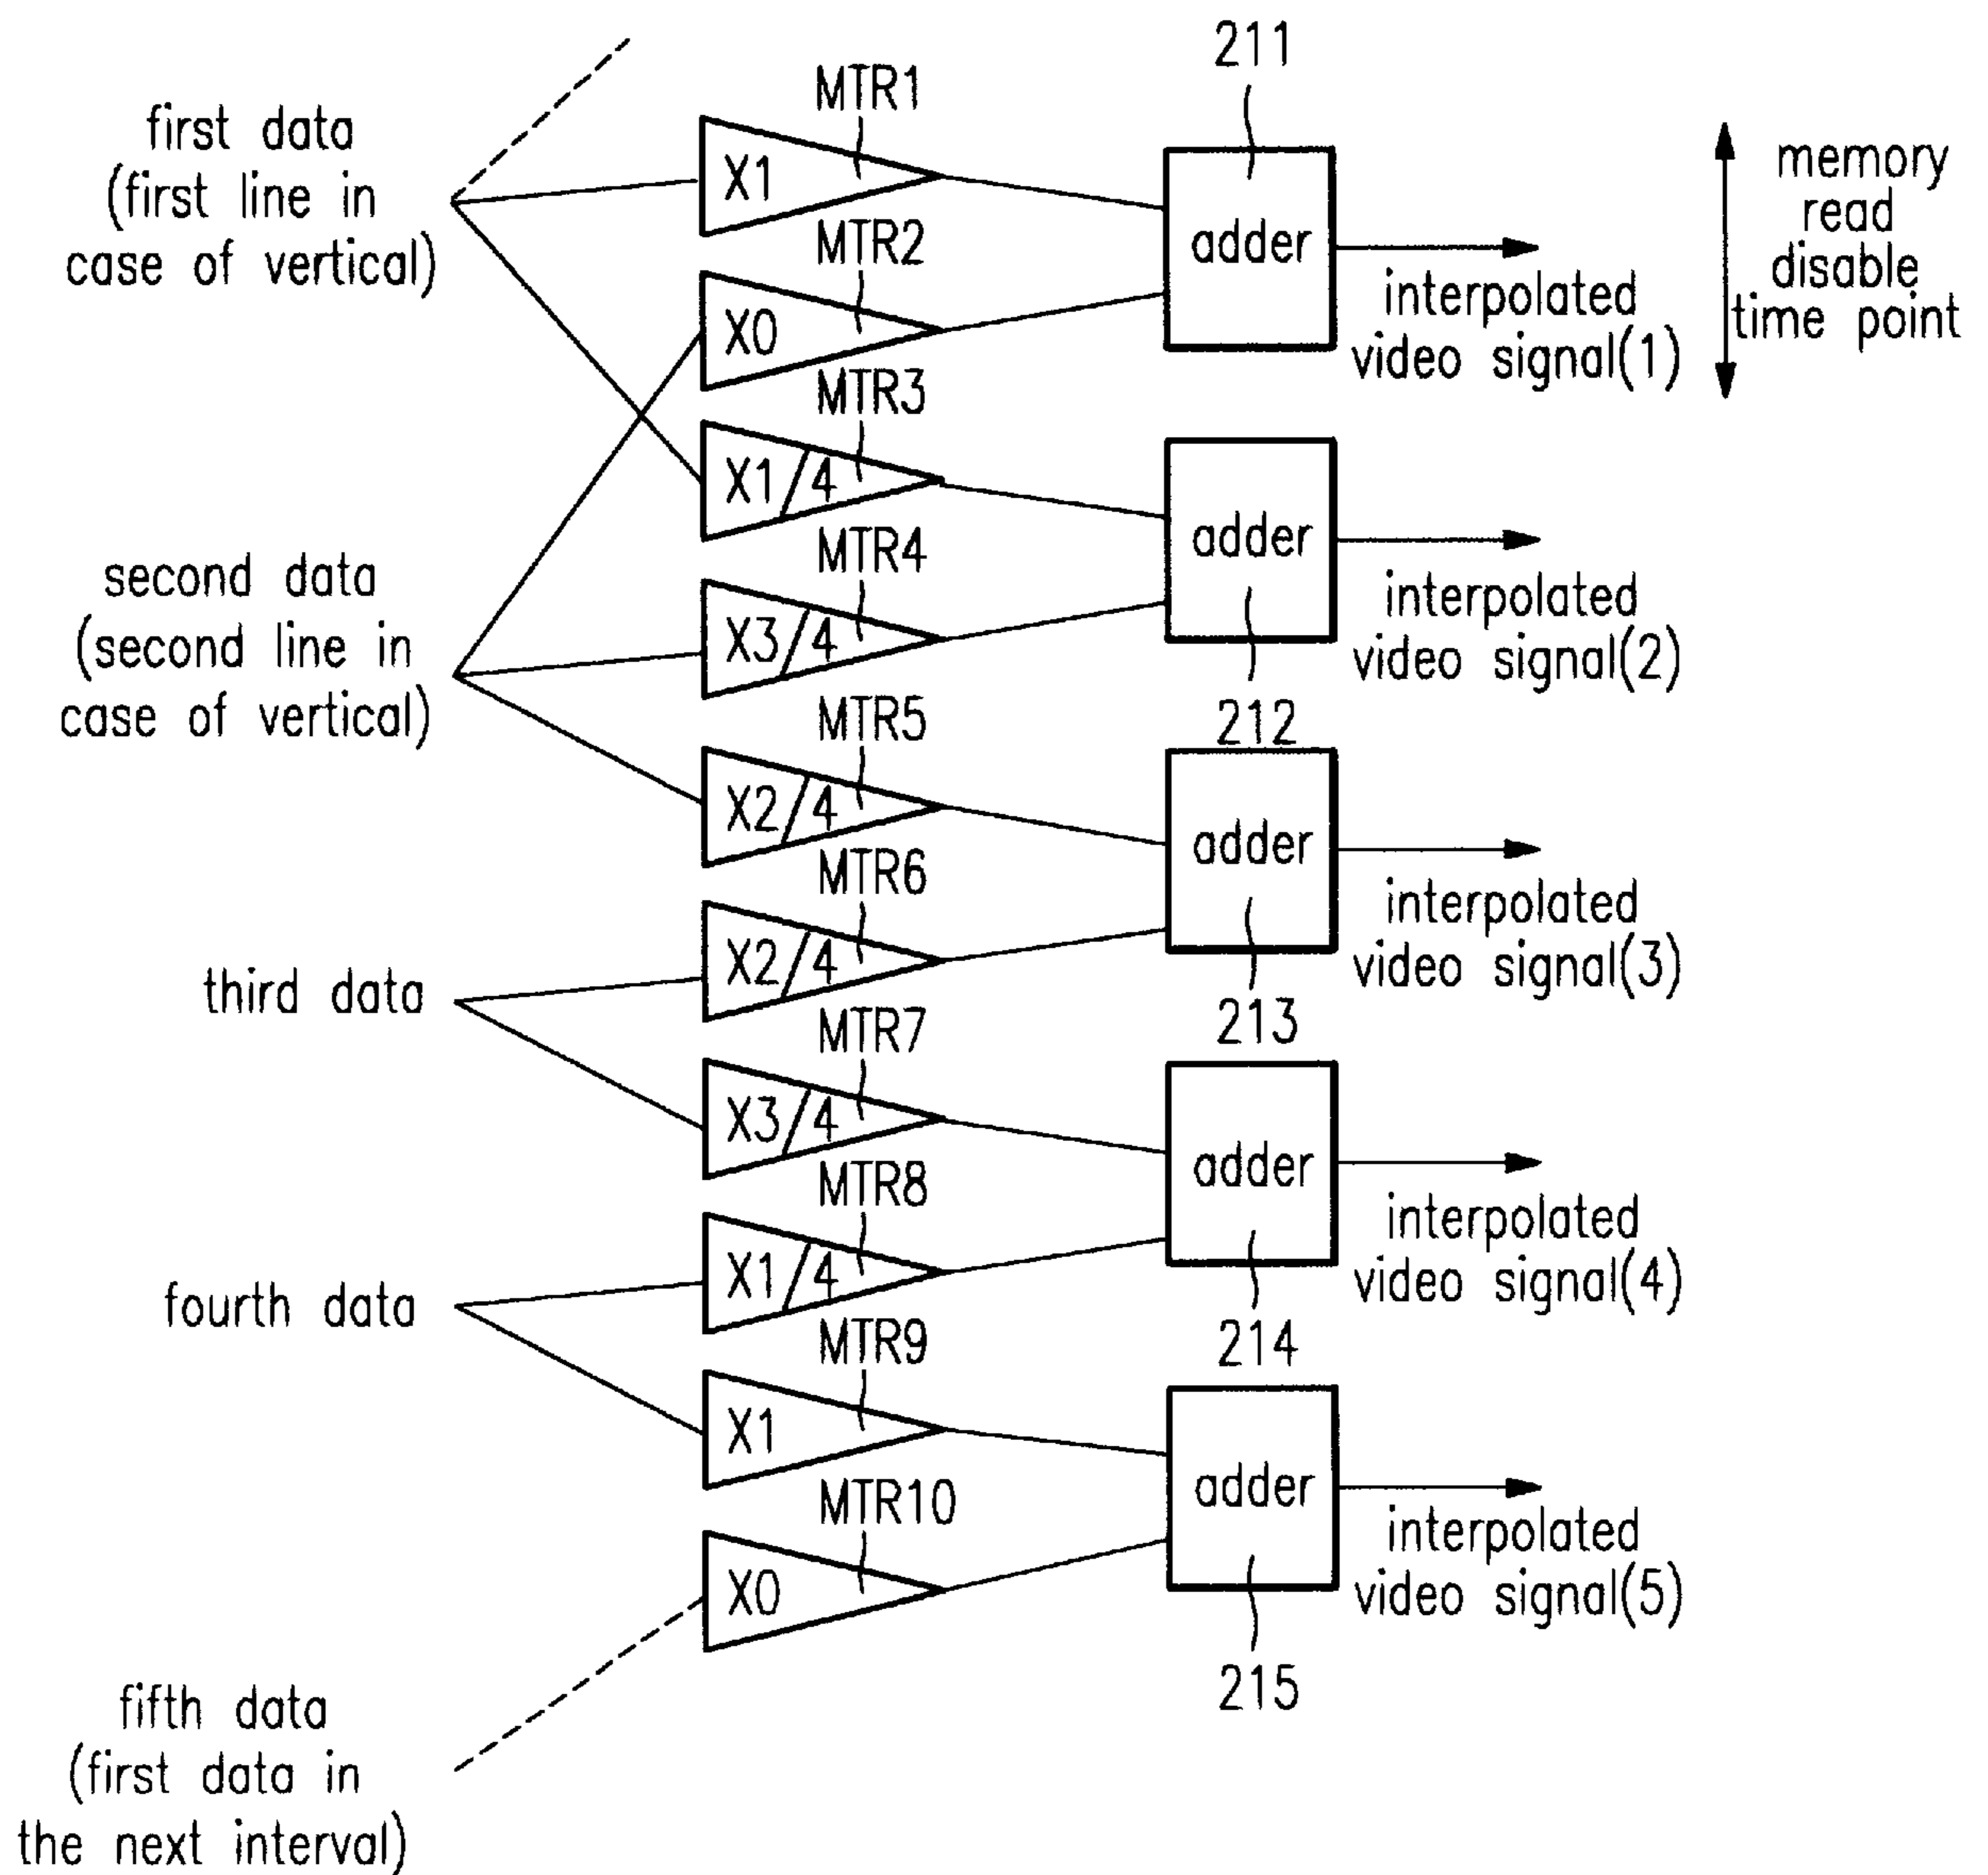 211
MTR1
first data
(first line in
case of vertical)
X1
MTR2
adder
memory
read
disable
time point
interpolated
video signal(1)
X0
MTR3
X1/4
MTR4
adder
interpolated
video signal(2)
212
second data
(second line in
case of vertical)
X3/4
MTR5
X2/4
MTR6
adder
interpolated
video signal(3)
213
third data
X2/4
MTR7
X3/4
MTR8
adder
interpolated
video signal(4)
214
fourth data
X1/4
MTR9
X1
MTR10
adder
interpolated
video signal(5)
215
X0
fifth data
(first data in
the next interval)